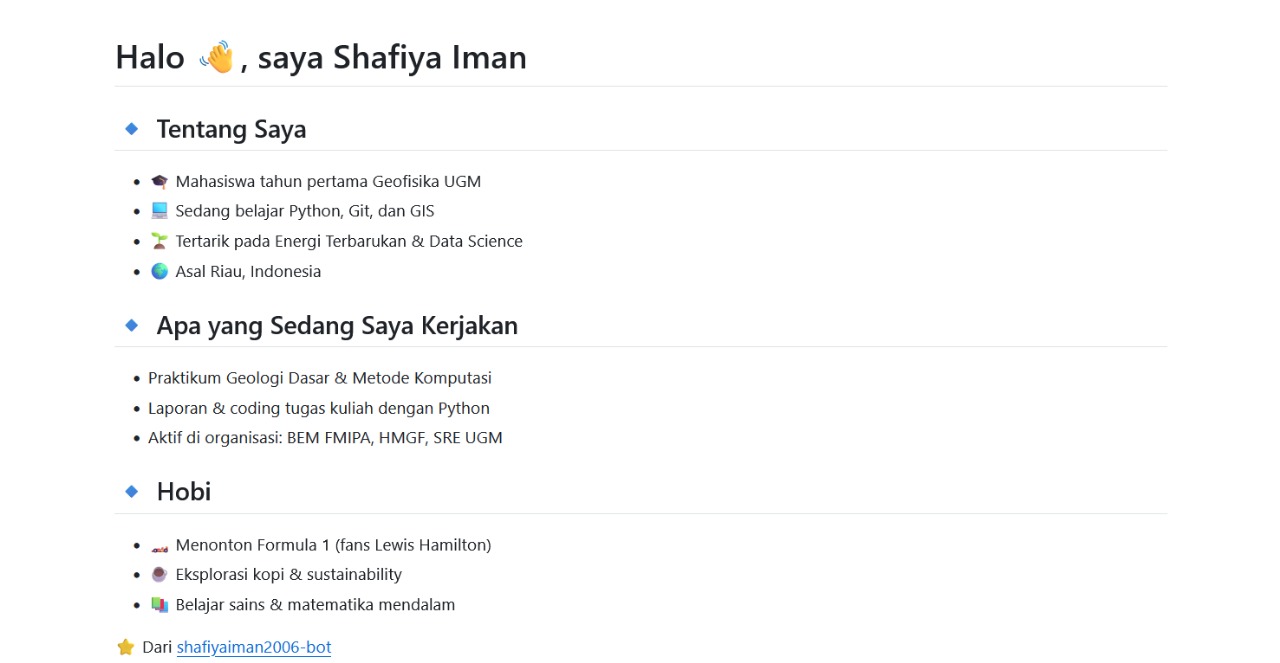 Halo 👋, saya Shafiya Iman
🔹 Tentang Saya
• 🎓 Mahasiswa tahun pertama Geofisika UGM
• 💻 Sedang belajar Python, Git, dan GIS
• 🌱 Tertarik pada Energi Terbarukan & Data Science
• 🌍 Asal Riau, Indonesia
🔹 Apa yang Sedang Saya Kerjakan
• Praktikum Geologi Dasar & Metode Komputasi
• Laporan & coding tugas kuliah dengan Python
• Aktif di organisasi: BEM FMIPA, HMGF, SRE UGM
🔹 Hobi
• 🏎️ Menonton Formula 1 (fans Lewis Hamilton)
• ☕ Eksplorasi kopi & sustainability
• 📚 Belajar sains & matematika mendalam
⭐ Dari shafiyaiman2006-bot